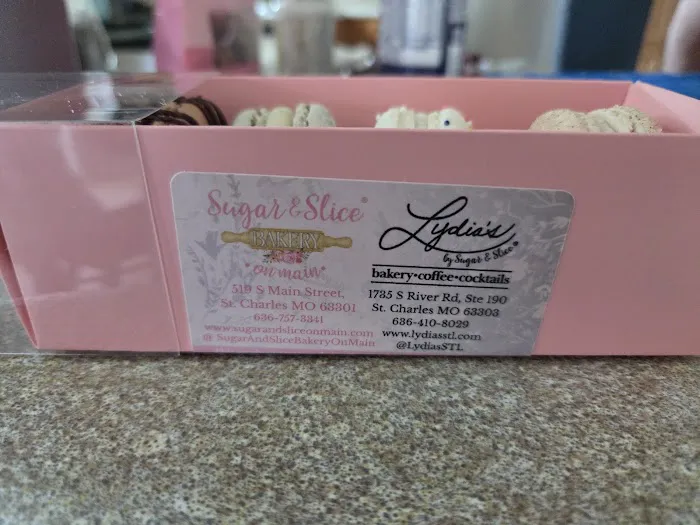 Sugar & Slice
BAKERY
"on main"
519 S Main Street,
St. Charles MO 63301
636-757-3341
www.sugarandsliceonmain.com
@ SugarAndSliceBakeryOnMain
Lydia's
by Sugar & Slice
bakery•coffee•cocktails
1735 S River Rd, Ste 190
St. Charles MO 63303
636-410-8029
www.lydiasstl.com
@LydiasSTL